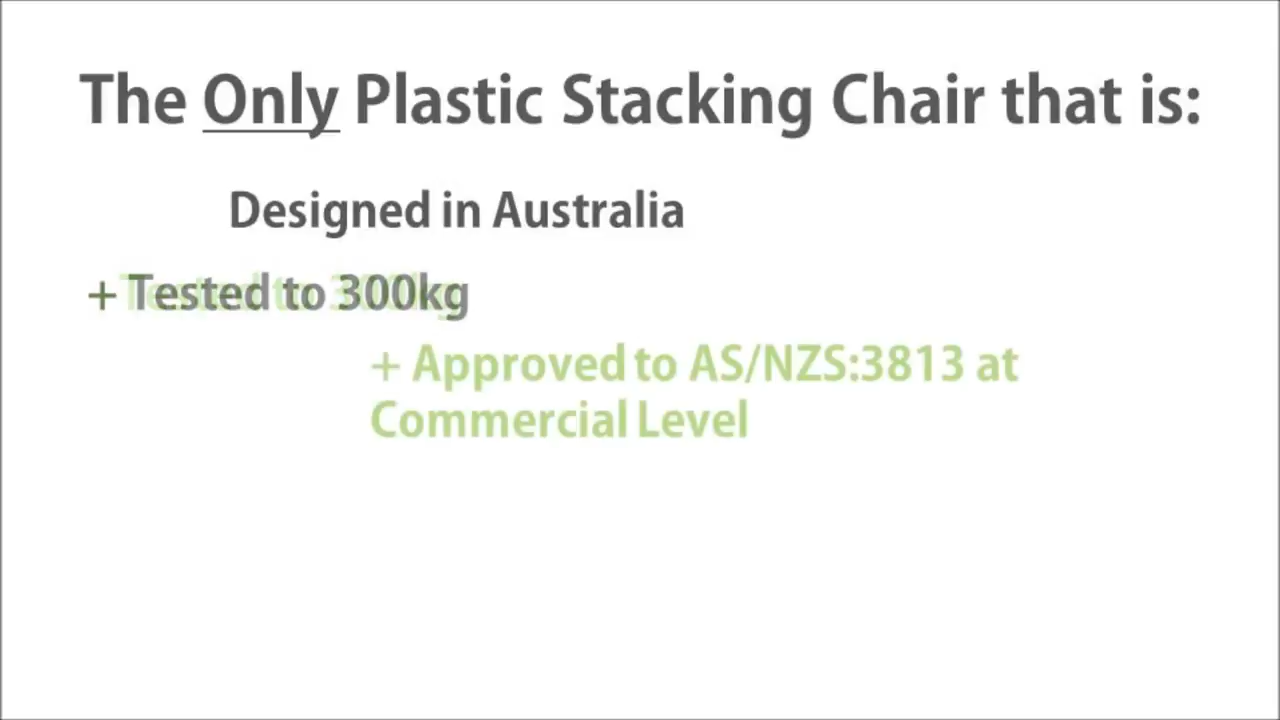 The Only Plastic Stacking Chair that is:
Designed in Australia
+ Tested to 300kg
+ Approved to AS/NZS:3813 at
Commercial Level